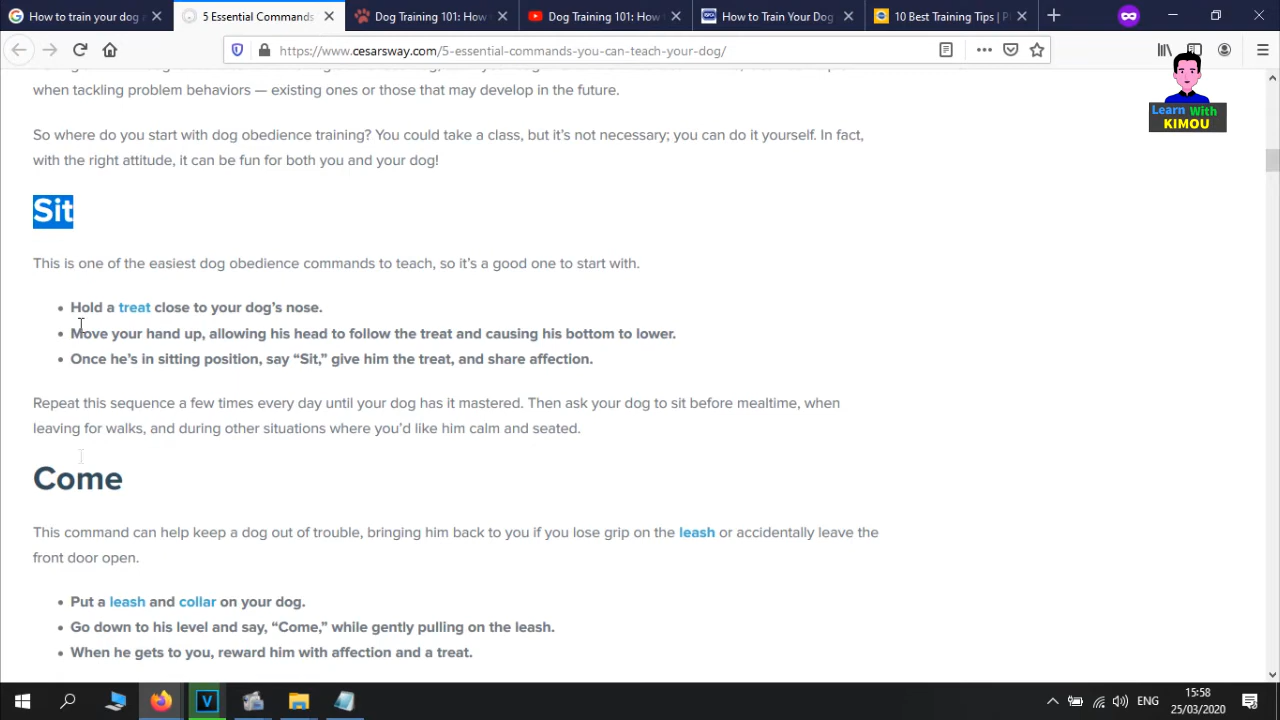 How to train your dog a
5 Essential Commands
Dog Training 101: How
Dog Training 101: How
How to Train Your Dog
10 Best Training Tips | P
https://www.cesarsway.com/5-essential-commands-you-can-teach-your-dog/
Learn With
KIMOU
when tackling problem behaviors — existing ones or those that may develop in the future.
So where do you start with dog obedience training? You could take a class, but it’s not necessary; you can do it yourself. In fact,
with the right attitude, it can be fun for both you and your dog!
Sit
This is one of the easiest dog obedience commands to teach, so it’s a good one to start with.
• Hold a treat close to your dog’s nose.
• Move your hand up, allowing his head to follow the treat and causing his bottom to lower.
• Once he’s in sitting position, say “Sit,” give him the treat, and share affection.
Repeat this sequence a few times every day until your dog has it mastered. Then ask your dog to sit before mealtime, when
leaving for walks, and during other situations where you’d like him calm and seated.
Come
This command can help keep a dog out of trouble, bringing him back to you if you lose grip on the leash or accidentally leave the
front door open.
• Put a leash and collar on your dog.
• Go down to his level and say, “Come,” while gently pulling on the leash.
• When he gets to you, reward him with affection and a treat.
V
ENG
15:58
25/03/2020